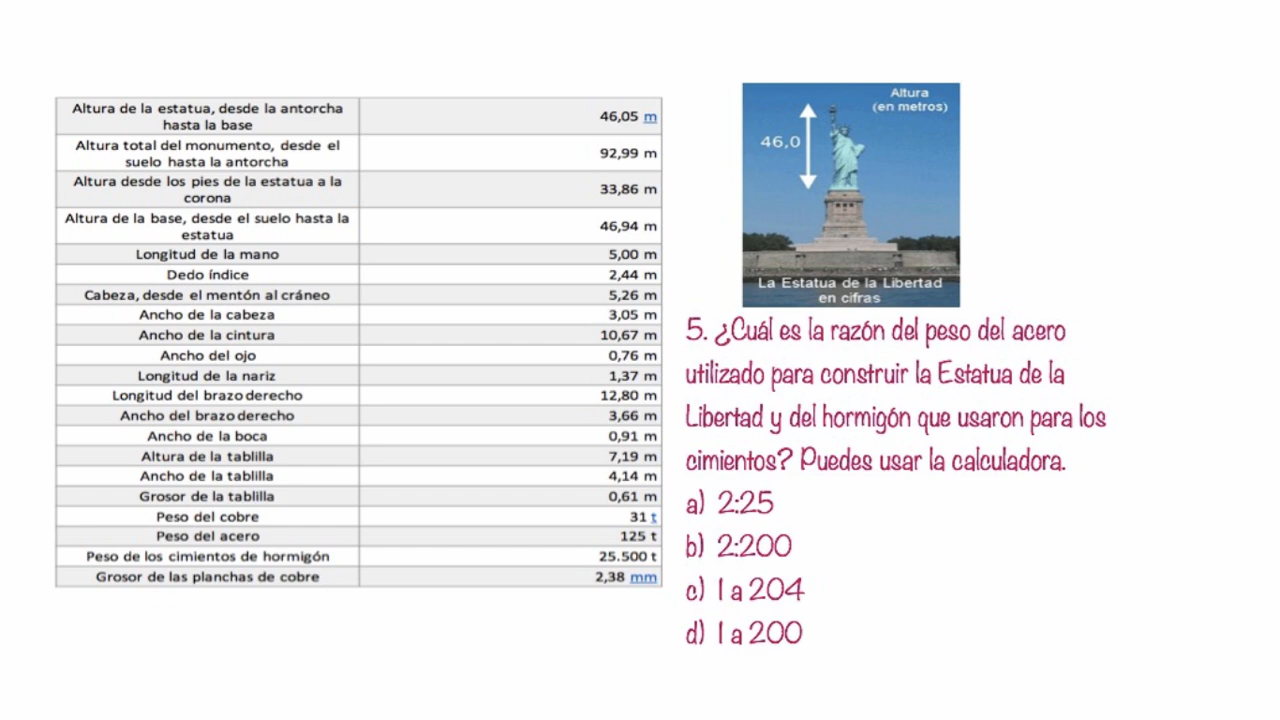 Altura de la estatua, desde la antorcha
hasta la base
46,05 m
Altura total del monumento, desde el
suelo hasta la antorcha
92,99 m
Altura desde los pies de la estatua a la
corona
33,86 m
Altura de la base, desde el suelo hasta la
estatua
46,94 m
Longitud de la mano 5,00 m
Dedo índice 2,44 m
Cabeza, desde el mentón al cráneo 5,26 m
Ancho de la cabeza 3,05 m
Ancho de la cintura 10,67 m
Ancho del ojo 0,76 m
Longitud de la nariz 1,37 m
Longitud del brazo derecho 12,80 m
Ancho del brazo derecho 3,66 m
Ancho de la boca 0,91 m
Altura de la tablilla 7,19 m
Ancho de la tablilla 4,14 m
Grosor de la tablilla 0,61 m
Peso del cobre 31 t
Peso del acero 125 t
Peso de los cimientos de hormigón 25.500 t
Grosor de las planchas de cobre 2,38 mm
Altura
(en metros)
46,0
La Estatua de la Libertad
en cifras
5. ¿Cuál es la razón del peso del acero
utilizado para construir la Estatua de la
Libertad y del hormigón que usaron para los
cimientos? Puedes usar la calculadora.
a) 2:25
b) 2:200
c) 1 a 204
d) 1 a 200